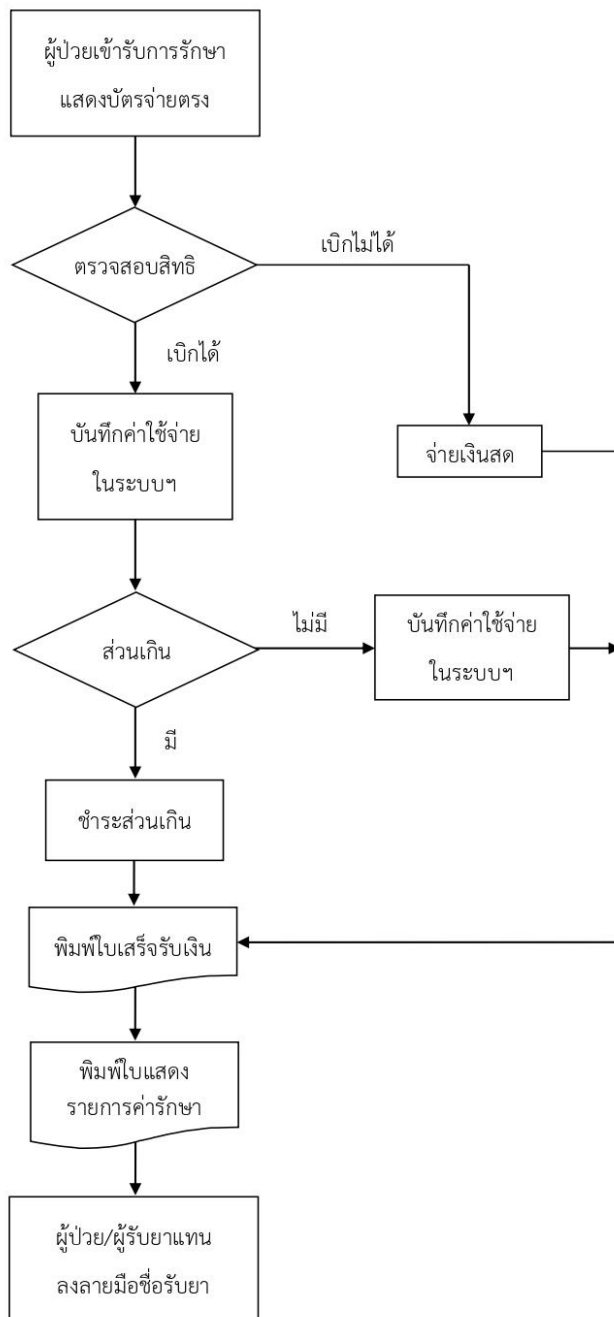 ผู้ป่วยเข้ารับการรักษา
แสดงบัตรจ่ายตรง
ตรวจสอบสิทธิ
เบิกไม่ได้
เบิกได้
บันทึกค่าใช้จ่าย
ในระบบฯ
จ่ายเงินสด
ส่วนเกิน
ไม่มี
บันทึกค่าใช้จ่าย
ในระบบฯ
มี
ชำระส่วนเกิน
พิมพ์ใบเสร็จรับเงิน
พิมพ์ใบแสดง
รายการค่ารักษา
ผู้ป่วย/ผู้รับยาแทน
ลงลายมือชื่อรับยา